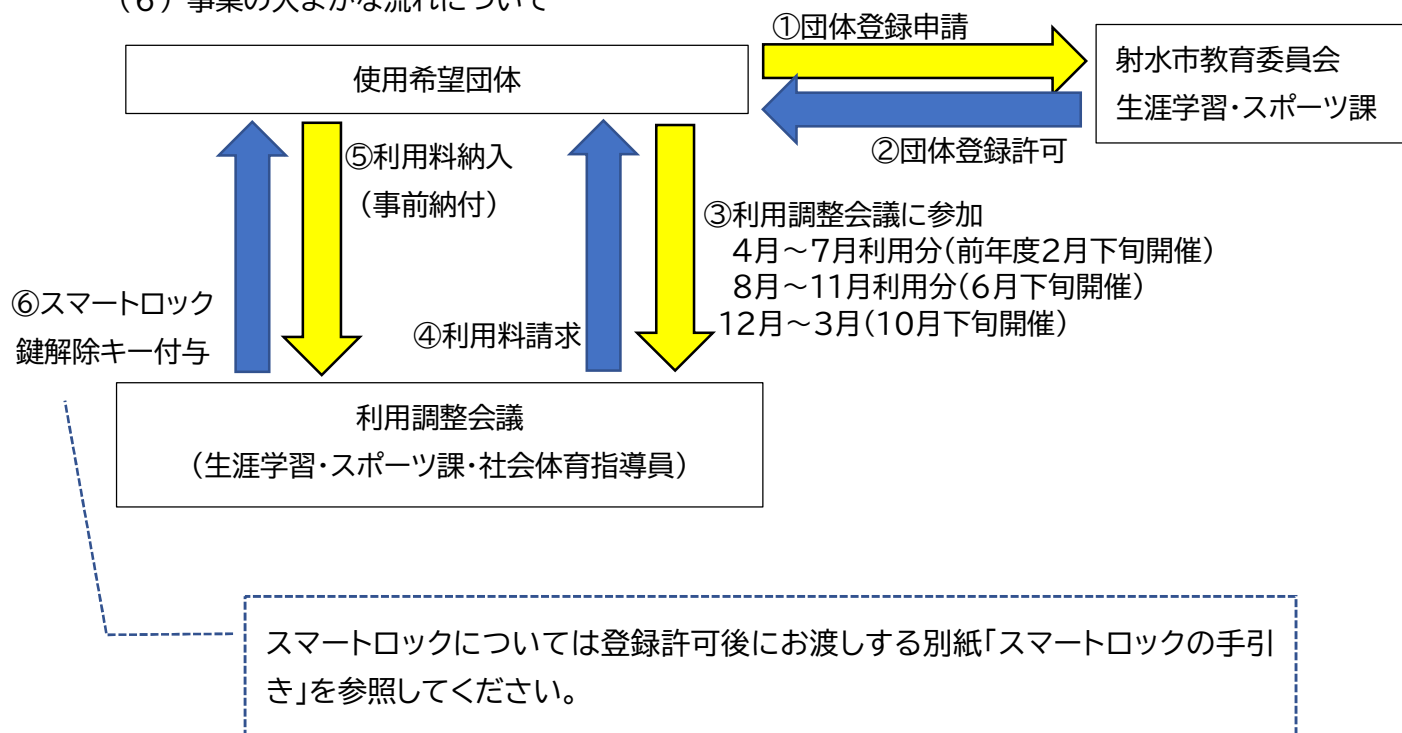 （6）事業の大まかな流れについて
①団体登録申請
使用希望団体
射水市教育委員会
生涯学習・スポーツ課
②団体登録許可
⑤利用料納入
（事前納付）
③利用調整会議に参加
4月～7月利用分（前年度2月下旬開催）
8月～11月利用分（6月下旬開催）
12月～3月（10月下旬開催）
④利用料請求
⑥スマートロック
鍵解除キー付与
利用調整会議
（生涯学習・スポーツ課・社会体育指導員）
スマートロックについては登録許可後にお渡しする別紙「スマートロックの手引
き」を参照してください。